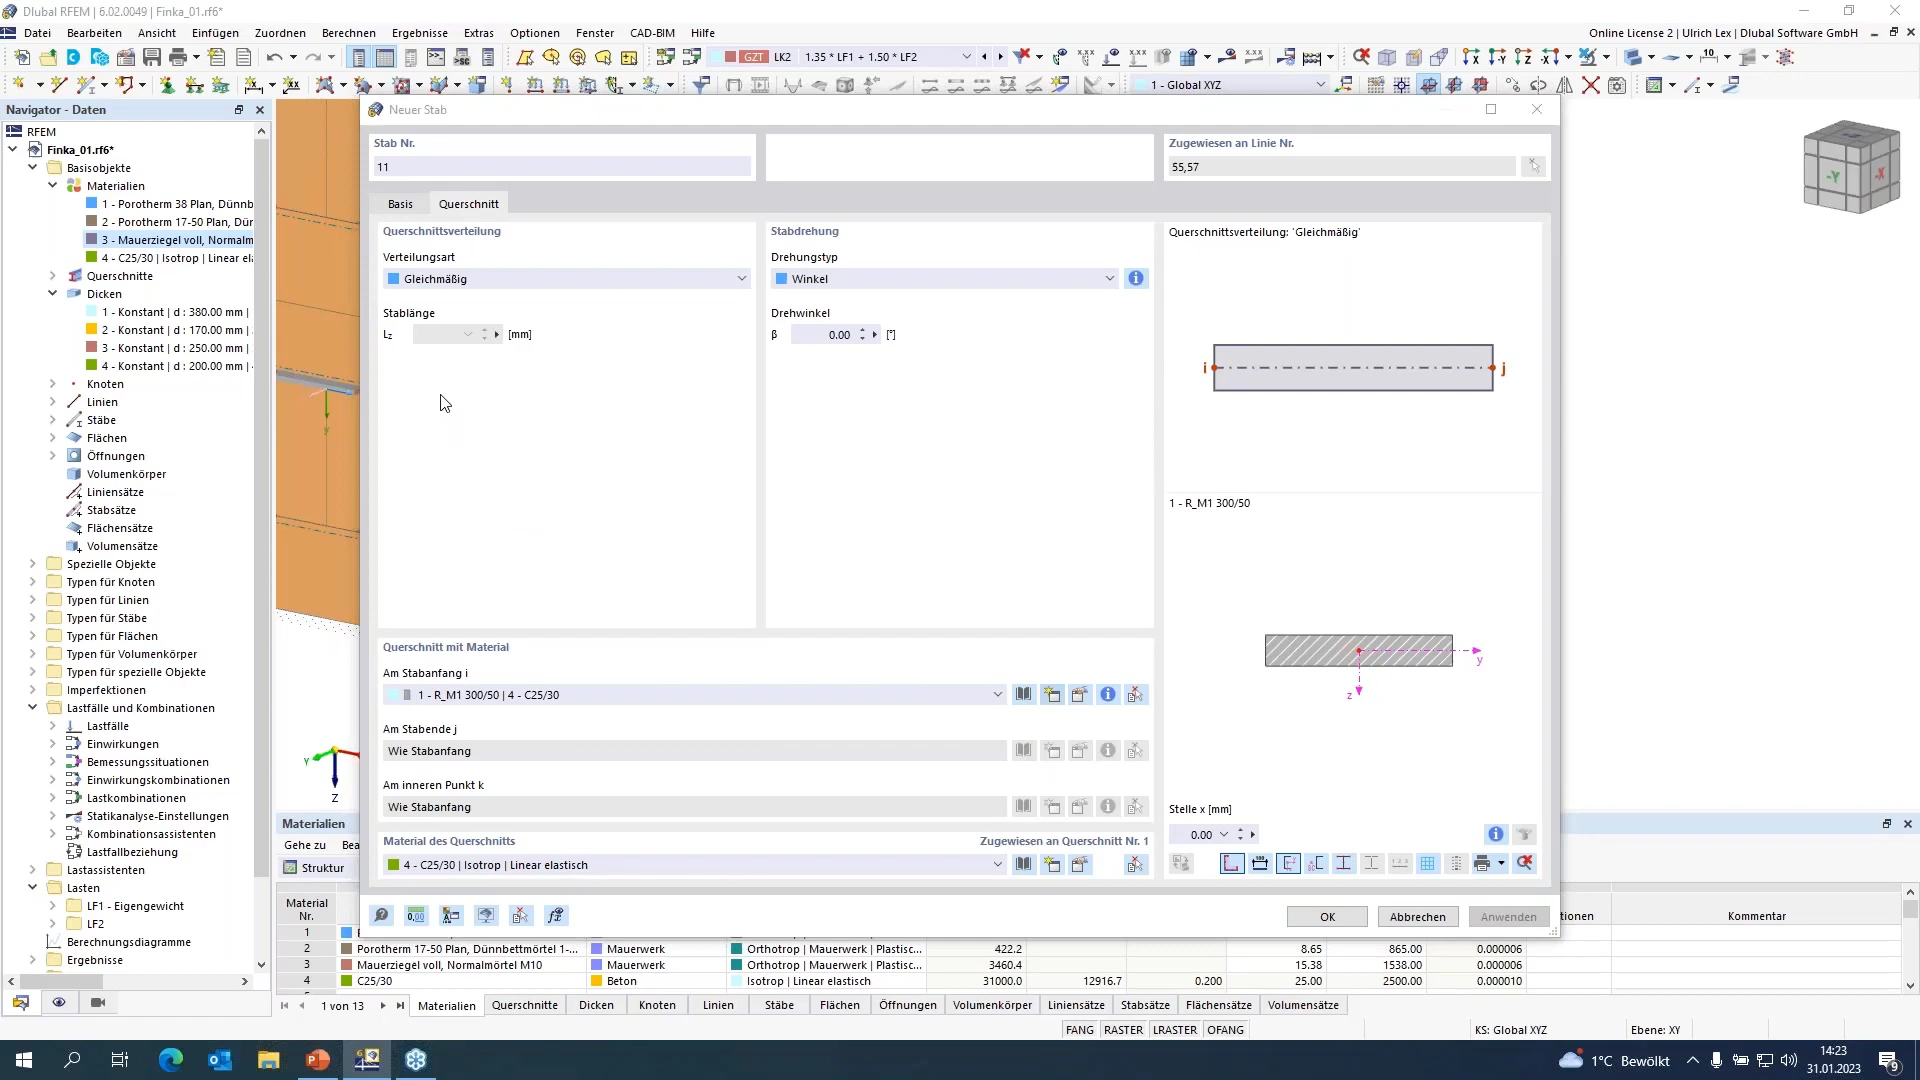 Dlubal RFEM | 6.02.0049 | Finka_01.rf6*
Datei Bearbeiten Ansicht Einfügen Zuordnen Berechnen Ergebnisse Extras Optionen Fenster CAD-BIM Hilfe
Online License 2 | Ulrich Lex | Dlubal Software GmbH
GZT LK2 1.35 * LF1 + 1.50 * LF2
1 - Global XYZ
Navigator - Daten
RFEM
Finka_01.rf6*
Basisobjekte
Materialien
1 - Porotherm 38 Plan, Dünnb
2 - Porotherm 17-50 Plan, Dür
3 - Mauerziegel voll, Normalm
4 - C25/30 | Isotrop | Linear el
Querschnitte
Dicken
1 - Konstant | d : 380.00 mm |
2 - Konstant | d : 170.00 mm |
3 - Konstant | d : 250.00 mm |
4 - Konstant | d : 200.00 mm |
Knoten
Linien
Stäbe
Flächen
Öffnungen
Volumenkörper
Liniensätze
Stabsätze
Flächensätze
Volumensätze
Spezielle Objekte
Typen für Knoten
Typen für Linien
Typen für Stäbe
Typen für Flächen
Typen für Volumenkörper
Typen für spezielle Objekte
Imperfektionen
Lastfälle und Kombinationen
Lastfälle
Einwirkungen
Bemessungssituationen
Einwirkungskombinationen
Lastkombinationen
Statikanalyse-Einstellungen
Kombinationsassistenten
Lastfallbeziehung
Lastassistenten
Lasten
LF1 - Eigengewicht
LF2
Berechnungsdiagramme
Ergebnisse
Neuer Stab
Stab Nr.
11
Zugewiesen an Linie Nr.
55,57
Basis Querschnitt
Querschnittsverteilung
Verteilungsart
Gleichmäßig
Stablänge
Lz [mm]
Stabdrehung
Drehungstyp
Winkel
Drehwinkel
β 0.00 [°]
Querschnittsverteilung: 'Gleichmäßig'
i j
1 - R_M1 300/50
y
z
Querschnitt mit Material
Am Stabanfang i
1 - R_M1 300/50 | 4 - C25/30
Am Stabende j
Wie Stabanfang
Am inneren Punkt k
Wie Stabanfang
Material des Querschnitts Zugewiesen an Querschnitt Nr. 1
4 - C25/30 | Isotrop | Linear elastisch
Stelle x [mm]
0.00
OK Abbrechen Anwenden
-Y -X
y
Y
Z
Materialien
Gehe zu Bea
Struktur
Material
Nr.
tionen Kommentar
1
2 Porotherm 17-50 Plan, Dünnbettmörtel 1-... Mauerwerk Orthotrop | Mauerwerk | Plastisc... 422.2 8.65 865.00 0.000006
3 Mauerziegel voll, Normalmörtel M10 Mauerwerk Orthotrop | Mauerwerk | Plastisc... 3460.4 15.38 1538.00 0.000006
4 C25/30 Beton Isotrop | Linear elastisch 31000.0 12916.7 0.200 25.00 2500.00 0.000010
1 von 13 Materialien Querschnitte Dicken Knoten Linien Stäbe Flächen Öffnungen Volumenkörper Liniensätze Stabsätze Flächensätze Volumensätze
FANG RASTER LRASTER OFANG KS: Global XYZ Ebene: XY
1°C Bewölkt
14:23
31.01.2023
9